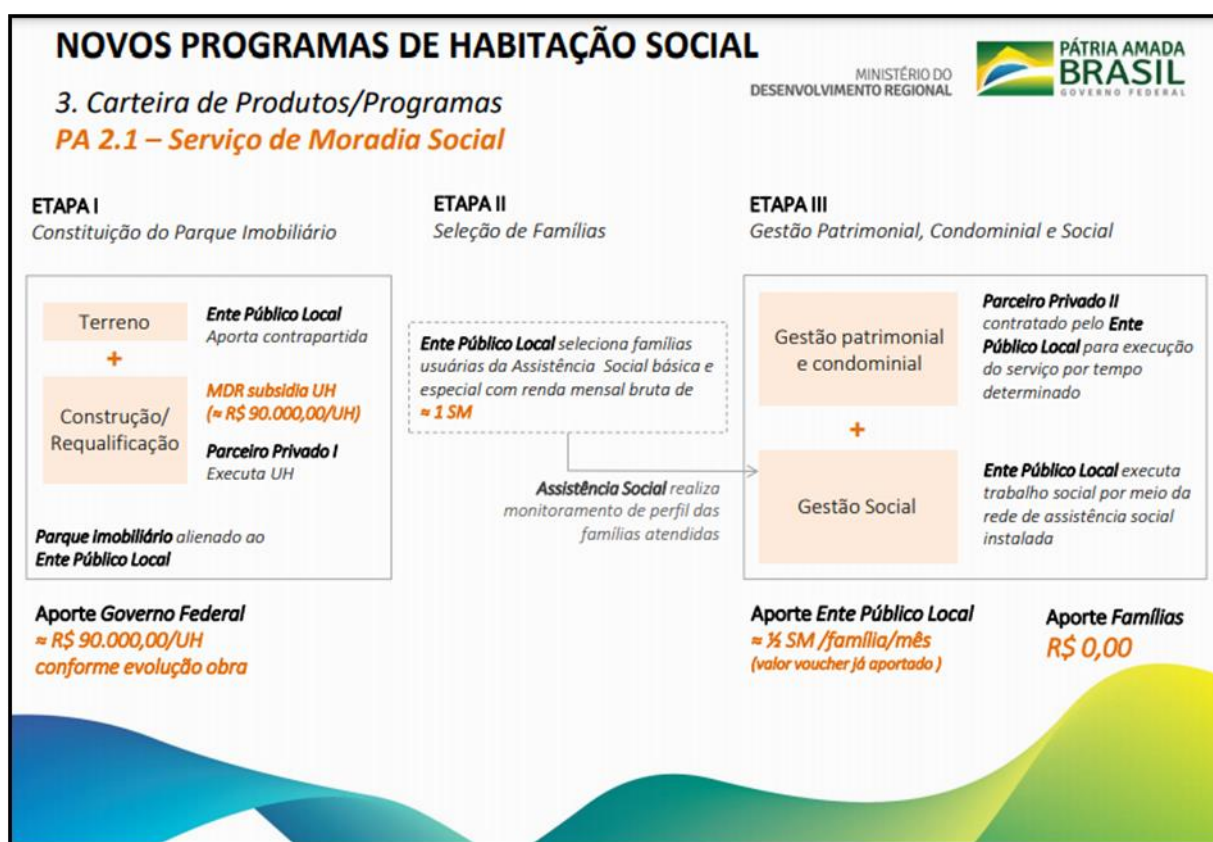 NOVOS PROGRAMAS DE HABITAÇÃO SOCIAL
MINISTÉRIO DO
DESENVOLVIMENTO REGIONAL
PÁTRIA AMADA
BRASIL
GOVERNO FEDERAL
3. Carteira de Produtos/Programas
PA 2.1 – Serviço de Moradia Social
ETAPA I
Constituição do Parque Imobiliário
Terreno
Ente Público Local
Aporta contrapartida
+
Construção/
Requalificação
MDR subsidia UH
(≈ R$ 90.000,00/UH)
Parceiro Privado I
Executa UH
Parque imobiliário alienado ao
Ente Público Local
Aporte Governo Federal
≈ R$ 90.000,00/UH
conforme evolução obra
ETAPA II
Seleção de Famílias
Ente Público Local seleciona famílias
usuárias da Assistência Social básica e
especial com renda mensal bruta de
≈ 1 SM
Assistência Social realiza
monitoramento de perfil das
famílias atendidas
ETAPA III
Gestão Patrimonial, Condominial e Social
Gestão patrimonial
e condominial
Parceiro Privado II
contratado pelo Ente
Público Local para execução
do serviço por tempo
determinado
+
Gestão Social
Ente Público Local executa
trabalho social por meio da
rede de assistência social
instalada
Aporte Ente Público Local
≈ ½ SM /família/mês
(valor voucher já aportado )
Aporte Famílias
R$ 0,00